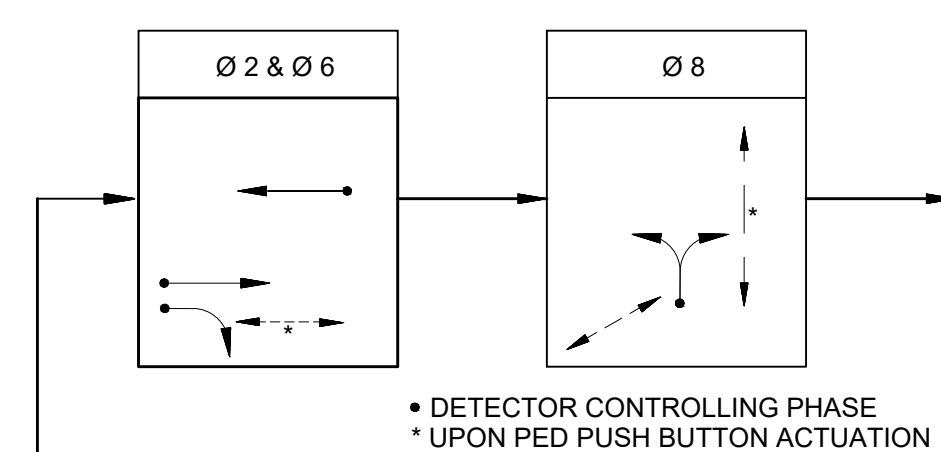 Ø 2 & Ø 6
Ø 8
*
*
• DETECTOR CONTROLLING PHASE
* UPON PED PUSH BUTTON ACTUATION